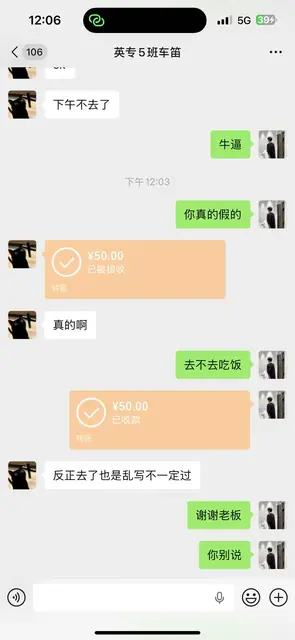 12:06
5G
39
106
英专5班车笛
下午不去了
牛逼
下午 12:03
你真的假的
¥50.00
已被接收
转账
真的啊
去不去吃饭
¥50.00
已收款
转账
反正去了也是乱写不一定过
谢谢老板
你别说